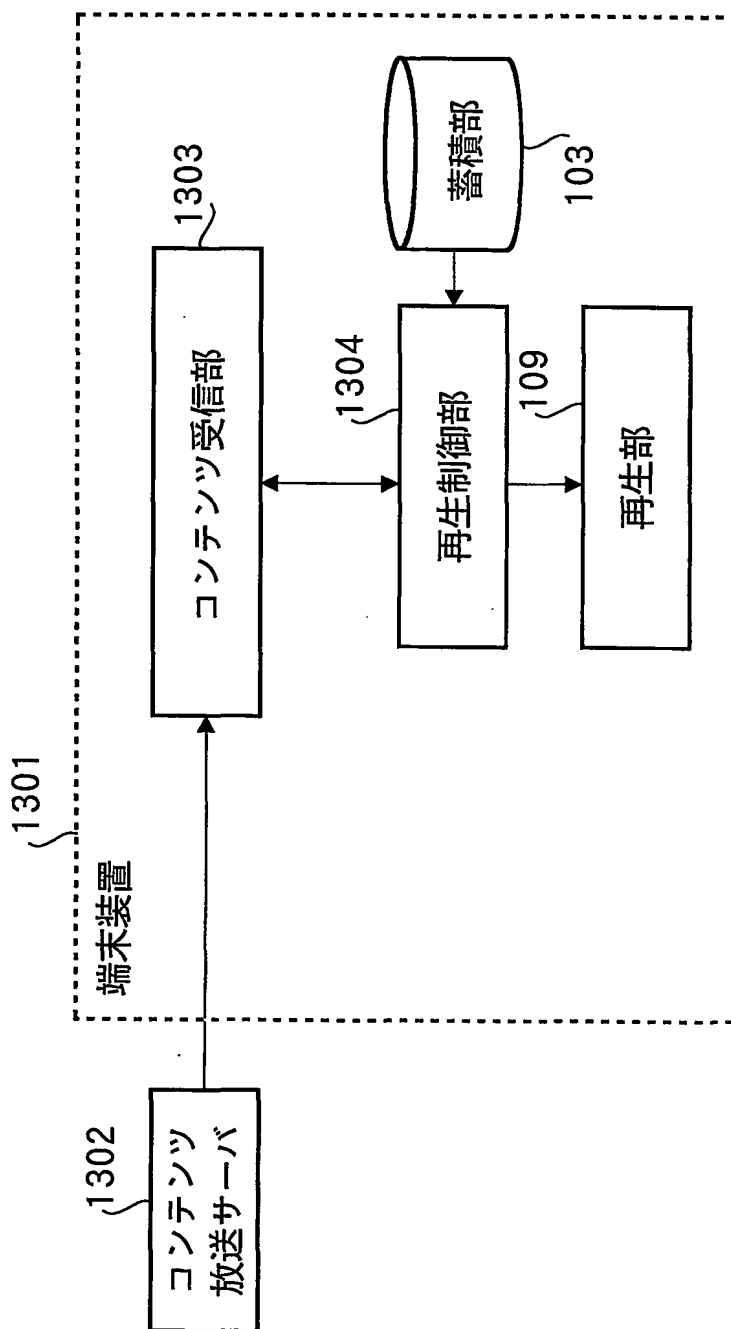 1301
端末装置
1302
コンテンツ
放送サーバ
1303
コンテンツ受信部
1304
再生制御部
蓄積部
103
109
再生部